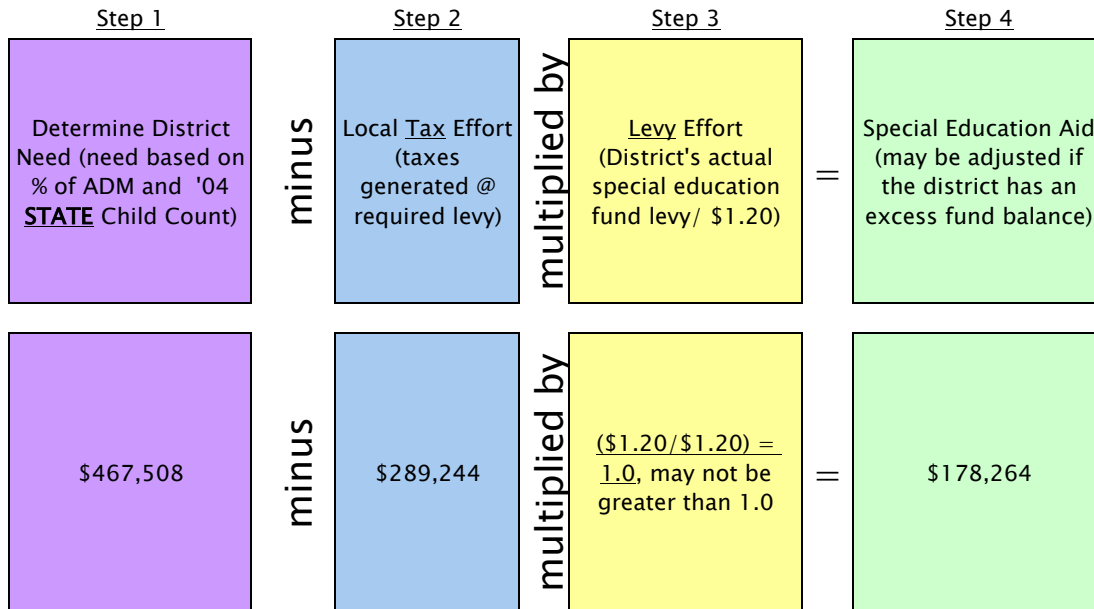 Step 1
Step 2
Step 3
Step 4
Determine District
Need (need based on
% of ADM and '04
STATE Child Count)
minus
Local Tax Effort
(taxes
generated @
required levy)
multiplied by
Levy Effort
(District's actual
special education
fund levy/ $1.20)
=
Special Education Aid
(may be adjusted if
the district has an
excess fund balance)
$467,508
minus
$289,244
multiplied by
($1.20/$1.20) =
1.0, may not be
greater than 1.0
=
$178,264